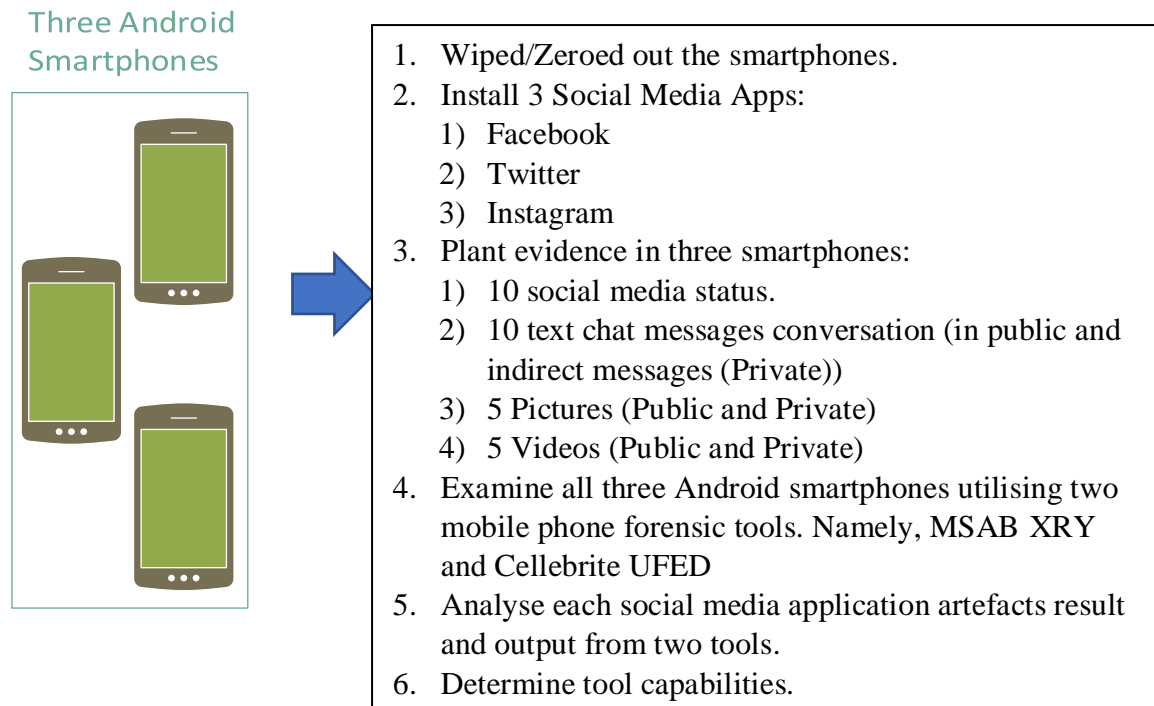 Three Android
Smartphones
1. Wiped/Zeroed out the smartphones.
2. Install 3 Social Media Apps:
1) Facebook
2) Twitter
3) Instagram
3. Plant evidence in three smartphones:
1) 10 social media status.
2) 10 text chat messages conversation (in public and
indirect messages (Private))
3) 5 Pictures (Public and Private)
4) 5 Videos (Public and Private)
4. Examine all three Android smartphones utilising two
mobile phone forensic tools. Namely, MSAB XRY
and Cellebrite UFED
5. Analyse each social media application artefacts result
and output from two tools.
6. Determine tool capabilities.